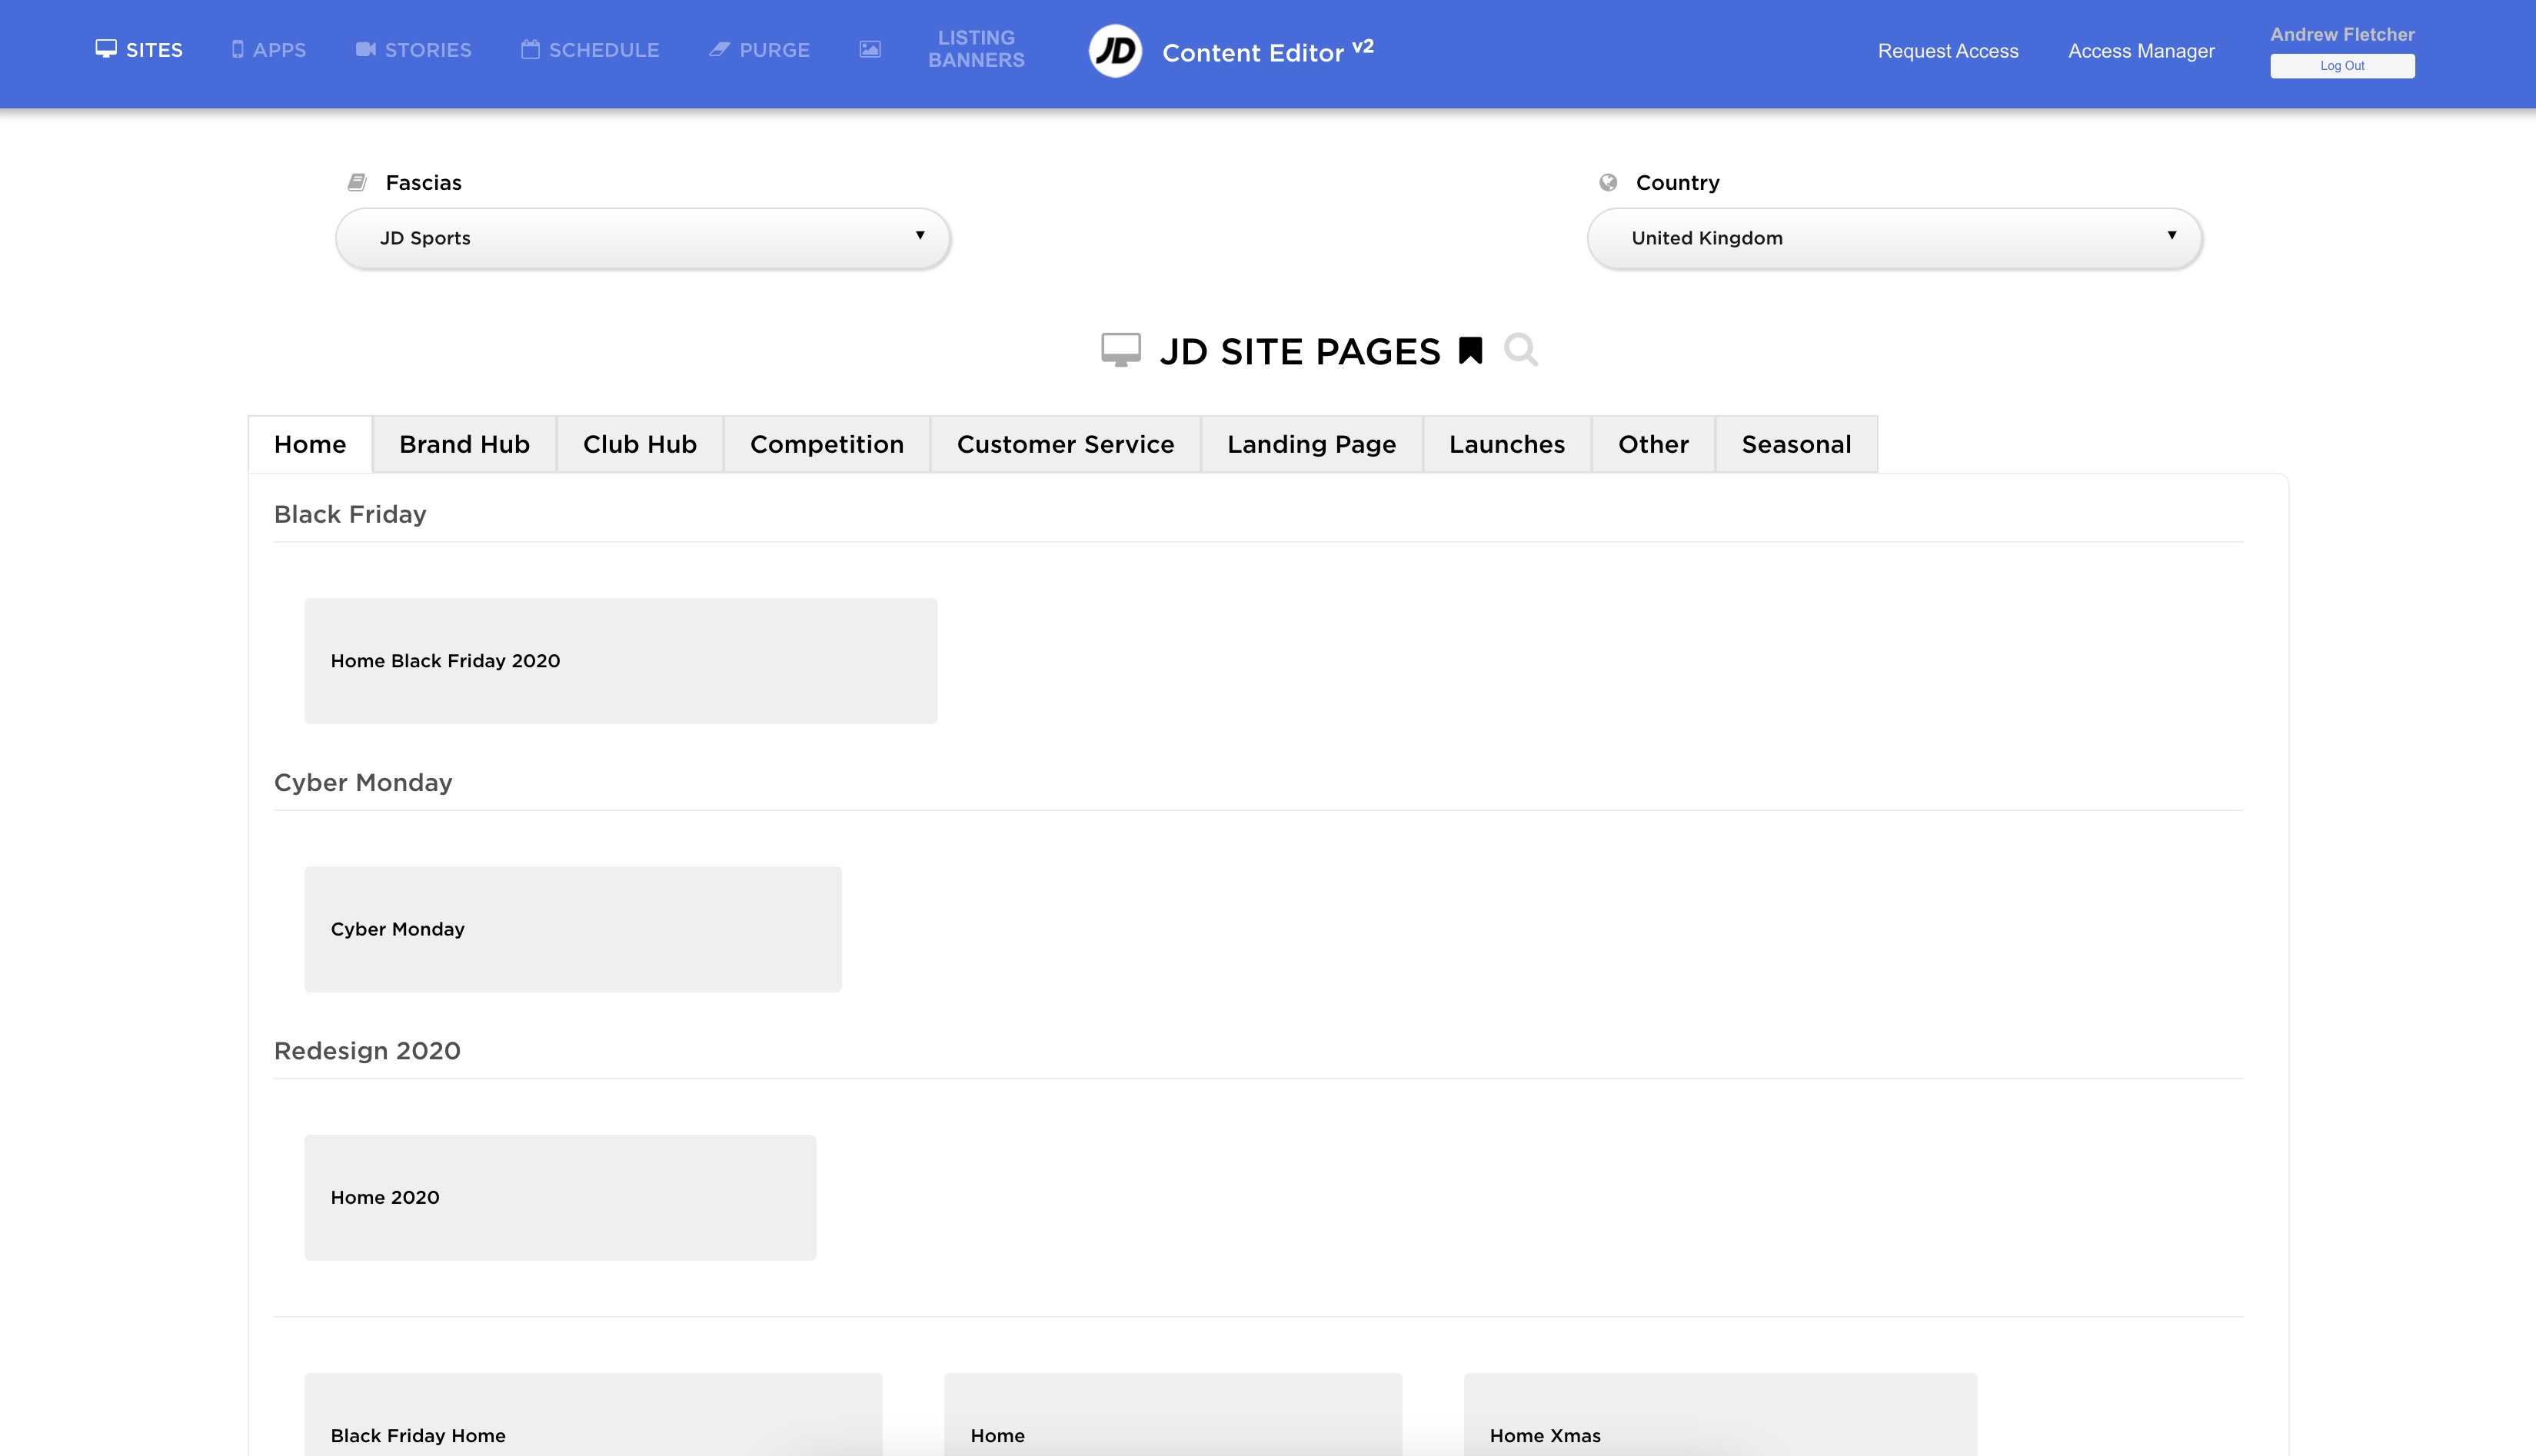 SITES APPS STORIES SCHEDULE PURGE LISTING BANNERS JD Content Editor v2 Request Access Access Manager Andrew Fletcher
Log Out
Fascias Country
JD Sports United Kingdom
JD SITE PAGES
Home Brand Hub Club Hub Competition Customer Service Landing Page Launches Other Seasonal
Black Friday
Home Black Friday 2020
Cyber Monday
Cyber Monday
Redesign 2020
Home 2020
Black Friday Home Home Home Xmas